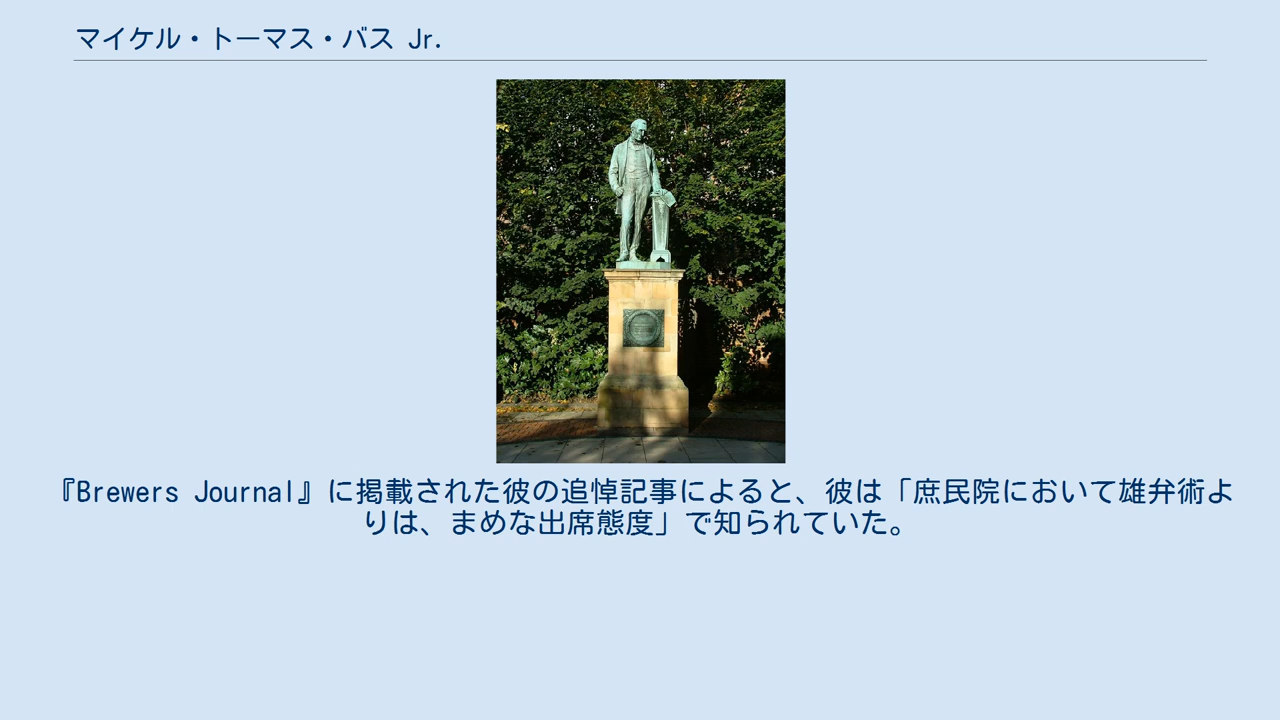 マイケル・トーマス・バス Jr.
『Brewers Journal』に掲載された彼の追悼記事によると、彼は「庶民院において雄弁術よ
りは、まめな出席態度」で知られていた。